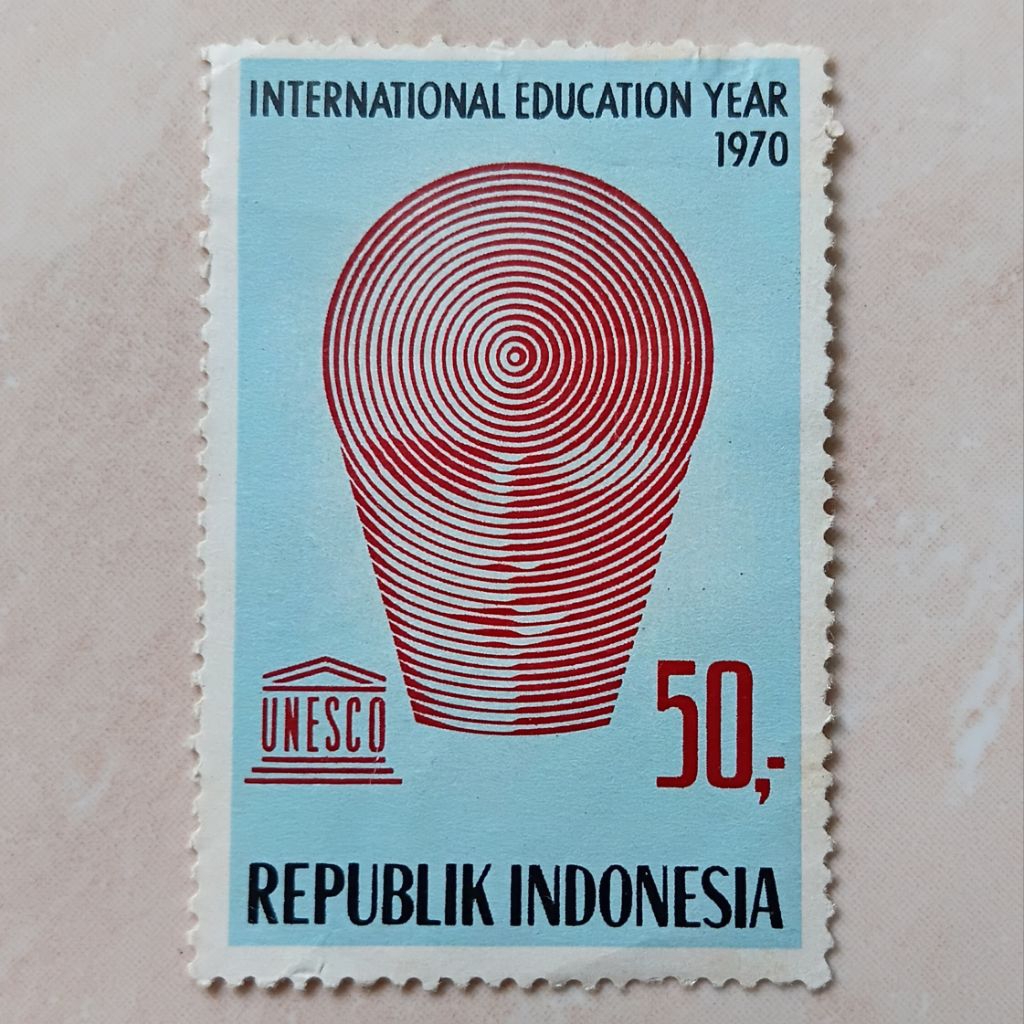 INTERNATIONAL EDUCATION YEAR
1970
UNESCO
50,-
REPUBLIK INDONESIA